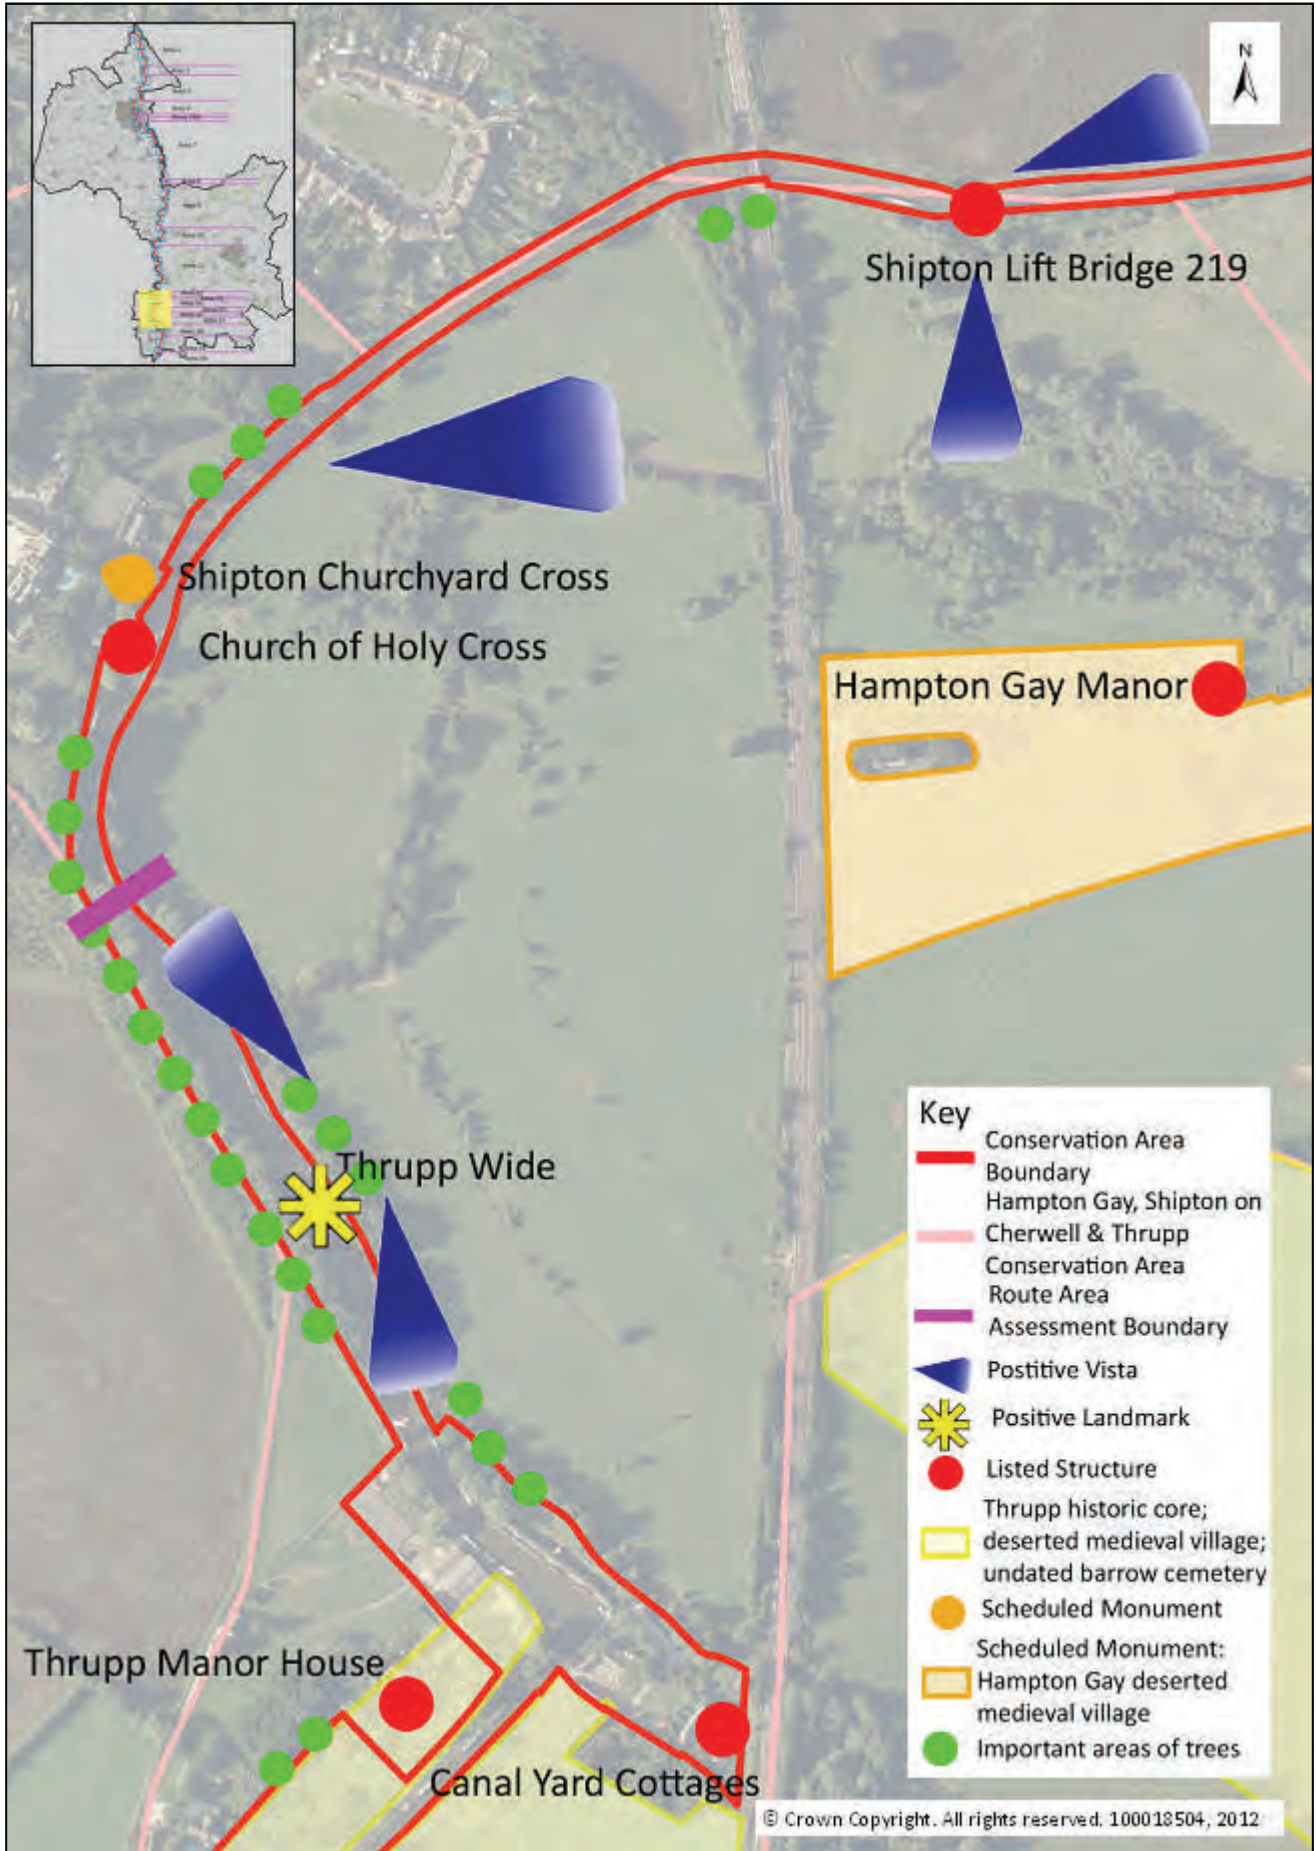 N
Shipton Lift Bridge 219
Shipton Churchyard Cross
Church of Holy Cross
Hampton Gay Manor
Thrupp Wide
Thrupp Manor House
Canal Yard Cottages
Key
Conservation Area
Boundary
Hampton Gay, Shipton on
Cherwell & Thrupp
Conservation Area
Route Area
Assessment Boundary
Postitive Vista
Positive Landmark
Listed Structure
Thrupp historic core;
deserted medieval village;
undated barrow cemetery
Scheduled Monument
Scheduled Monument:
Hampton Gay deserted
medieval village
Important areas of trees
© Crown Copyright. All rights reserved. 100018504, 2012